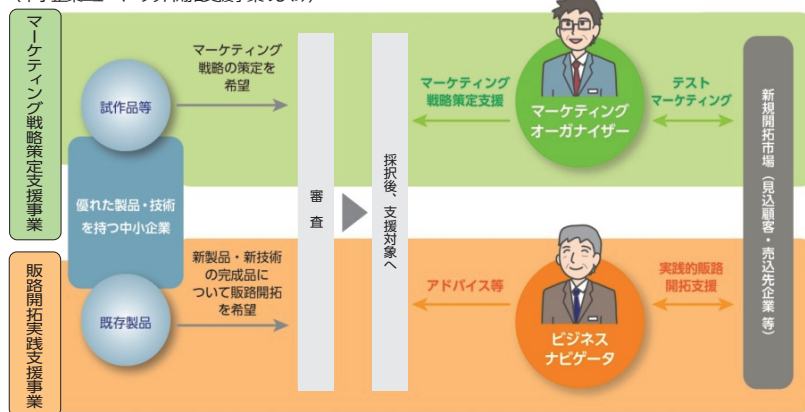 マーケティング戦略策定支援事業
試作品等
マーケティング
戦略の策定を
希望
マーケティング
戦略策定支援
マーケティング
オーガナイザー
テスト
マーケティング
優れた製品・技術
を持つ中小企業
審査
採択後、支援対象へ
新規開拓市場（見込顧客・売込先企業 等）
販路開拓実践支援事業
既存製品
新製品・新技術
の完成品に
ついて販路開拓
を希望
アドバイス等
ビジネス
ナビゲータ
実践的販路
開拓支援